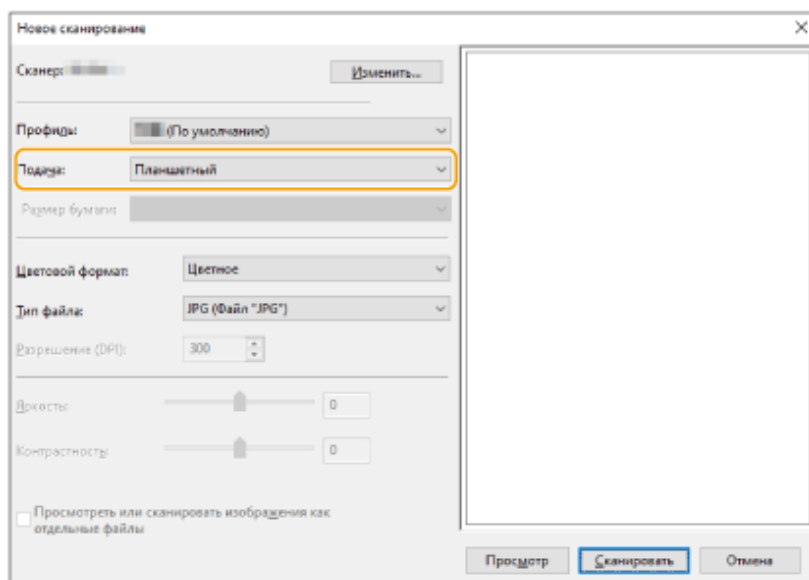 Новое сканирование
Сканер:
Изменить...
Профиль:
(По умолчанию)
Подача:
Планшетный
Размер бумаги:
Цветовой формат:
Цветное
Тип файла:
JPG (Файл "JPG")
Разрешение (DPI):
300
Яркость:
0
Контрастность:
0
Просмотреть или сканировать изображения как
отдельные файлы
Просмотр
Сканировать
Отмена